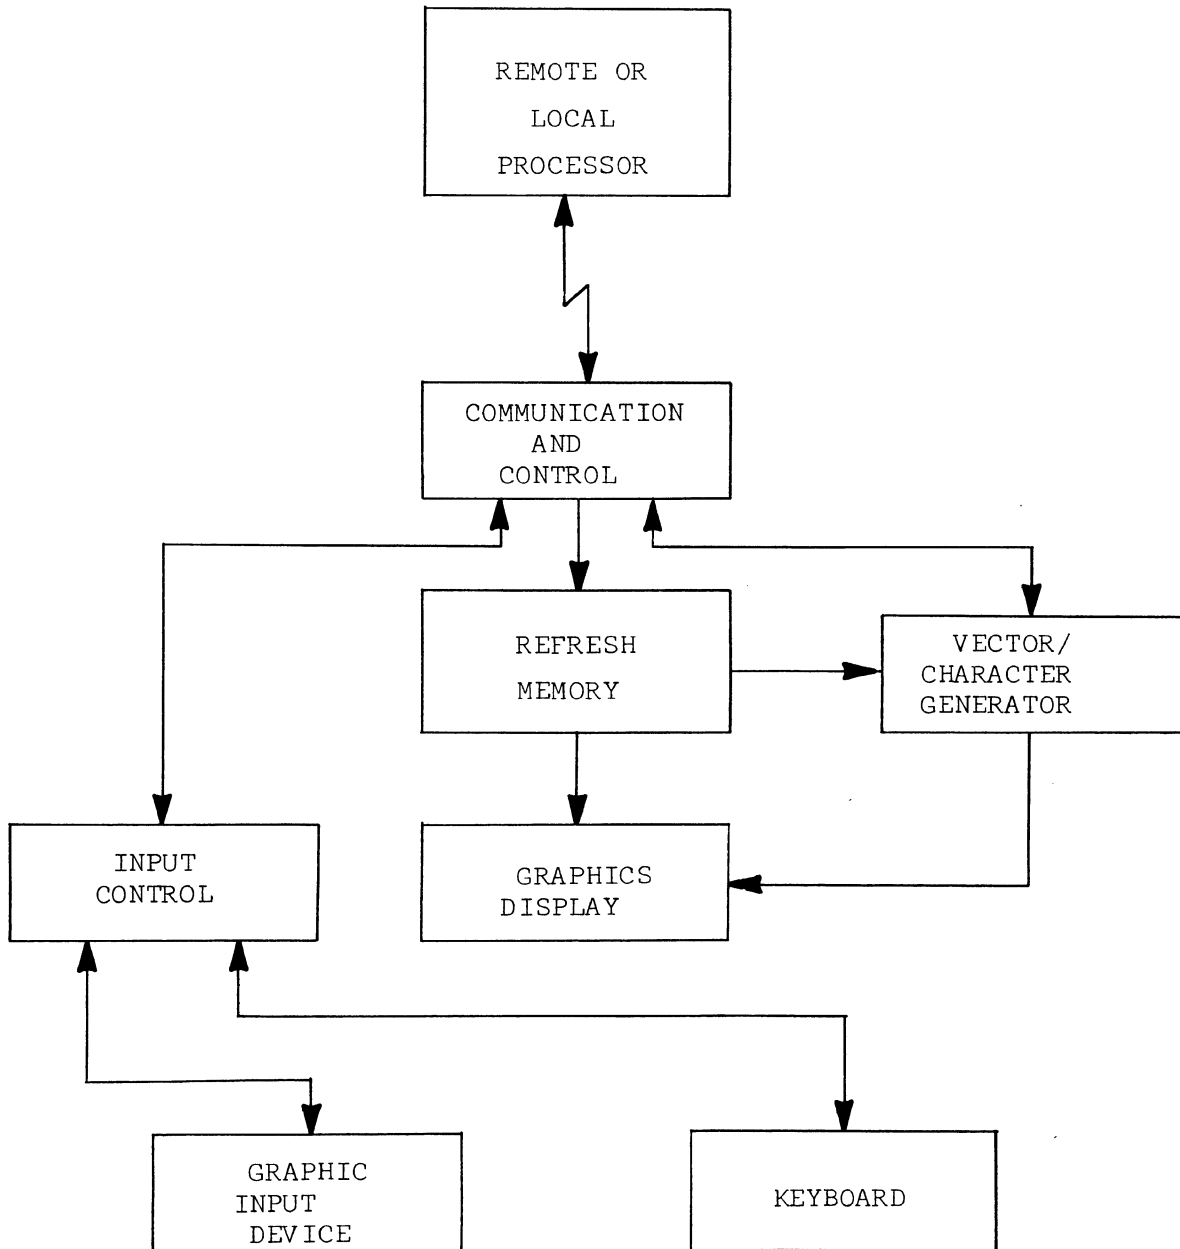 REMOTE OR
LOCAL
PROCESSOR
COMMUNICATION
AND
CONTROL
REFRESH
MEMORY
VECTOR/
CHARACTER
GENERATOR
INPUT
CONTROL
GRAPHICS
DISPLAY
GRAPHIC
INPUT
DEVICE
KEYBOARD